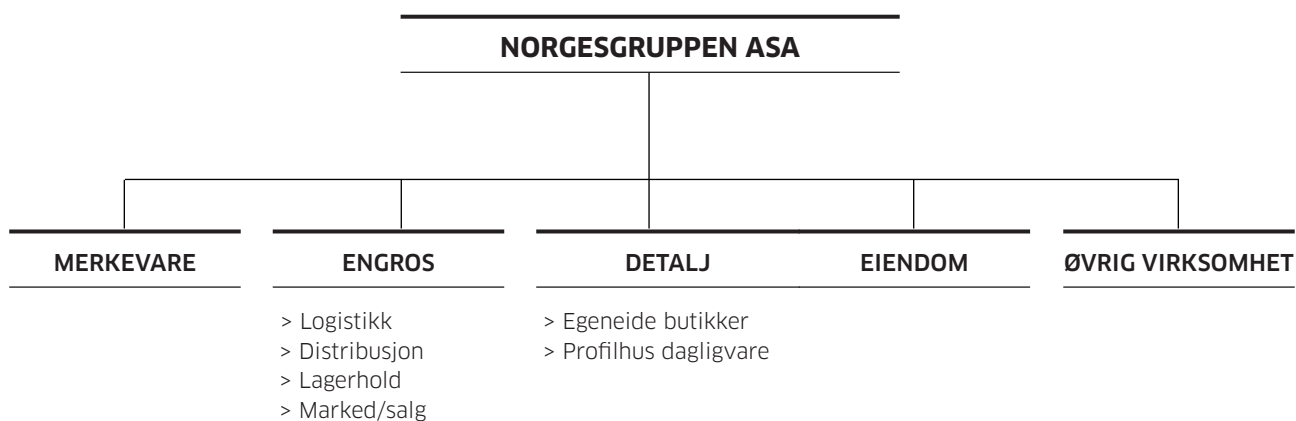 NORGESGRUPPEN ASA
MERKEVARE
ENGROS
> Logistikk
> Distribusjon
> Lagerhold
> Marked/salg
DETALJ
> Egeneide butikker
> Profilhus dagligvare
EIENDOM
ØVRIG VIRKSOMHET